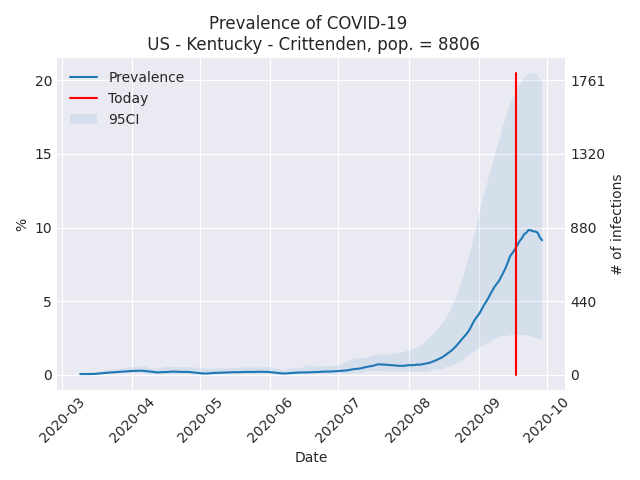 Prevalence of COVID-19
US - Kentucky - Crittenden, pop. = 8806
Prevalence
Today
95CI
20
15
10
5
0
%
1761
1320
880
440
0
# of infections
2020-03
2020-04
2020-05
2020-06
2020-07
2020-08
2020-09
2020-10
Date